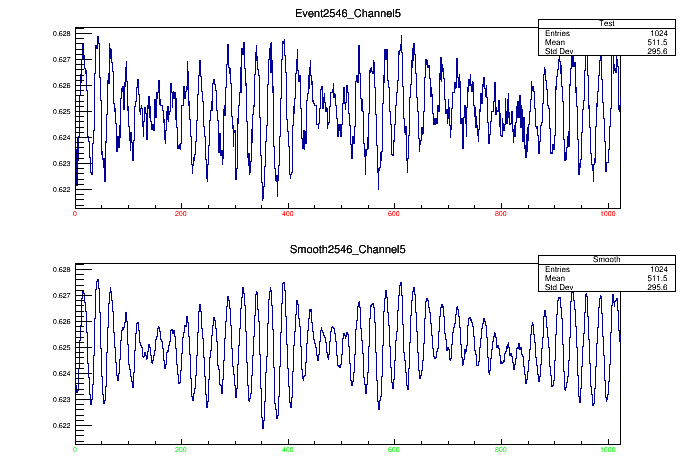 Event2546_Channel5
Test
Entries 1024
Mean 511.5
Std Dev 295.6
0.628
0.627
0.626
0.625
0.624
0.623
0.622
0 200 400 600 800 1000
Smooth2546_Channel5
Smooth
Entries 1024
Mean 511.5
Std Dev 295.6
0.628
0.627
0.626
0.625
0.624
0.623
0.622
0 200 400 600 800 1000